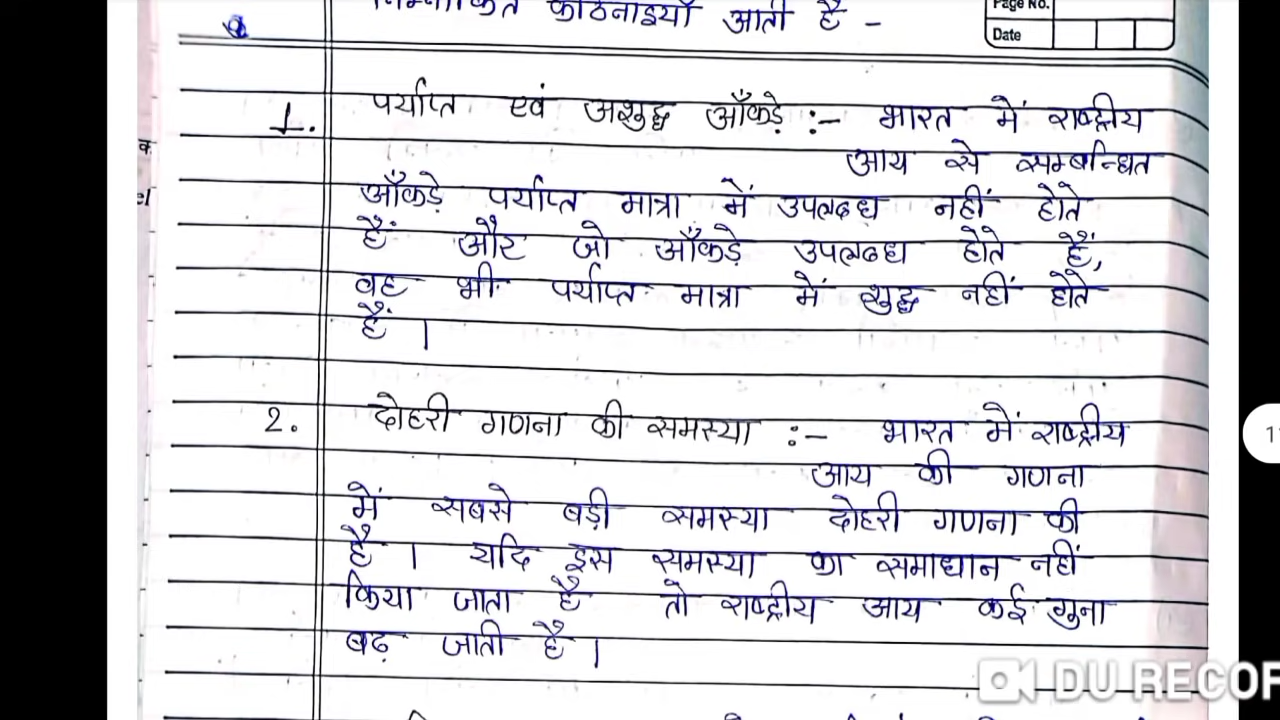 निम्नांकित कठिनाइयाँ आती है -
Page No.
Date
1. पर्याप्त एवं अशुद्ध आँकड़े :- भारत में राष्ट्रीय
आय से सम्बन्धित
आँकड़े पर्याप्त मात्रा में उपलब्ध नहीं होते
हैं और जो आँकड़े उपलब्ध होते हैं,
वह भी पर्याप्त मात्रा में शुद्ध नहीं होते
हैं ।
2. दोहरी गणना की समस्या :- भारत में राष्ट्रीय
आय की गणना
में सबसे बड़ी समस्या दोहरी गणना की
है । यदि इस समस्या का समाधान नहीं
किया जाता है तो राष्ट्रीय आय कई गुना
बढ़ जाती है ।
DU RECOR